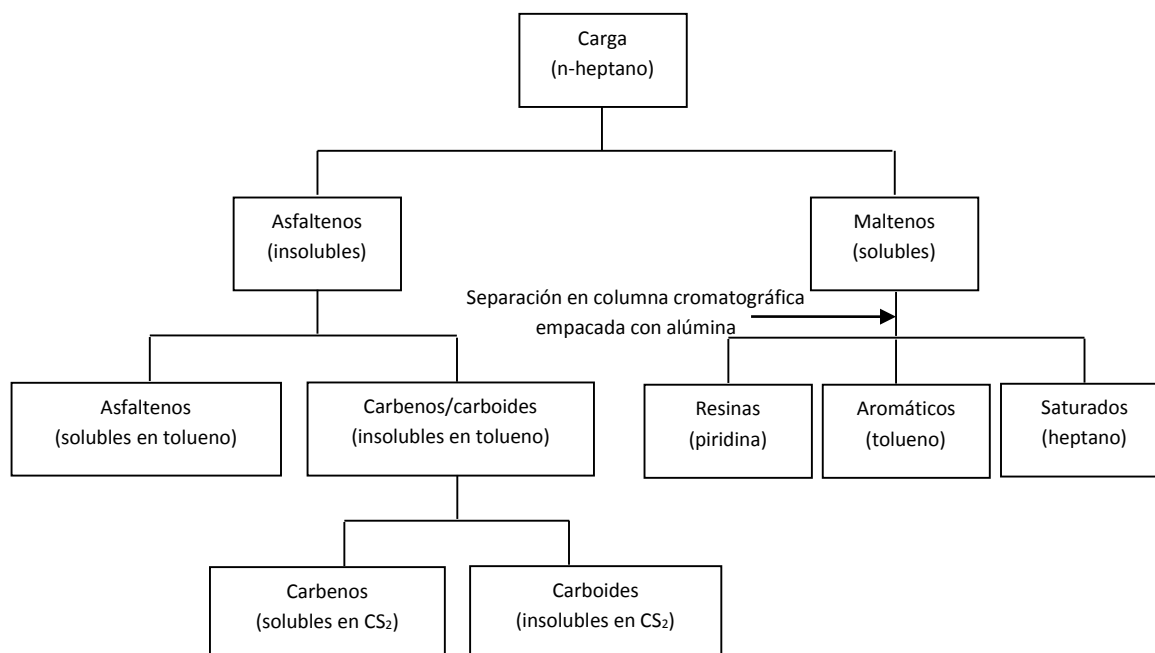 Carga
(n-heptano)
Asfaltenos
(insolubles)
Maltenos
(solubles)
Separación en columna cromatográfica
empacada con alúmina
Asfaltenos
(solubles en tolueno)
Carbenos/carboides
(insolubles en tolueno)
Resinas
(piridina)
Aromáticos
(tolueno)
Saturados
(heptano)
Carbenos
(solubles en CS₂)
Carboides
(insolubles en CS₂)